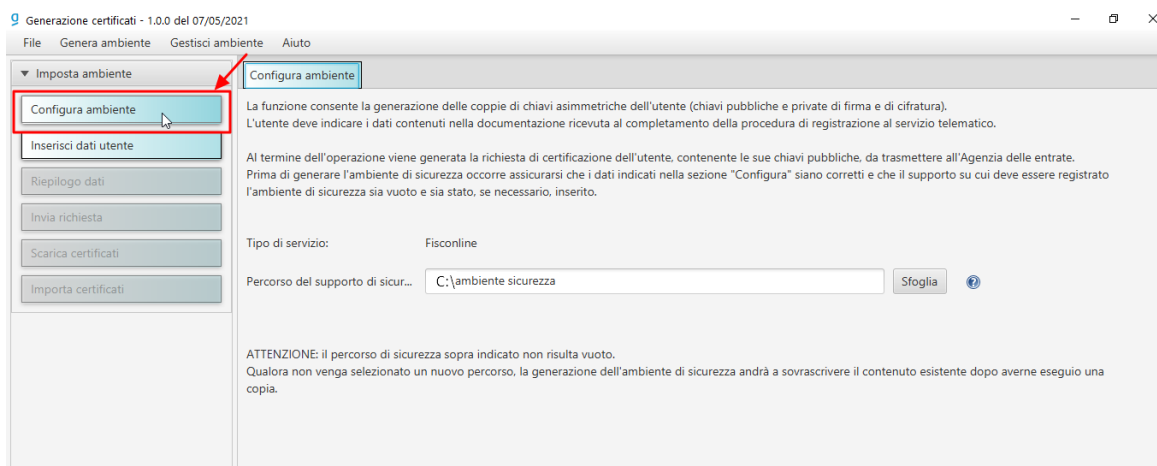 Generazione certificati - 1.0.0 del 07/05/2021
File Genera ambiente Gestisci ambiente Aiuto
Imposta ambiente
Configura ambiente
Inserisci dati utente
Riepilogo dati
Invia richiesta
Scarica certificati
Importa certificati
Configura ambiente
La funzione consente la generazione delle coppie di chiavi asimmetriche dell'utente (chiavi pubbliche e private di firma e di cifratura).
L'utente deve indicare i dati contenuti nella documentazione ricevuta al completamento della procedura di registrazione al servizio telematico.
Al termine dell'operazione viene generata la richiesta di certificazione dell'utente, contenente le sue chiavi pubbliche, da trasmettere all'Agenzia delle entrate.
Prima di generare l'ambiente di sicurezza occorre assicurarsi che i dati indicati nella sezione "Configura" siano corretti e che il supporto su cui deve essere registrato
l'ambiente di sicurezza sia vuoto e sia stato, se necessario, inserito.
Tipo di servizio: Fisconline
Percorso del supporto di sicur... C:\ambiente sicurezza Sfoglia
ATTENZIONE: il percorso di sicurezza sopra indicato non risulta vuoto.
Qualora non venga selezionato un nuovo percorso, la generazione dell'ambiente di sicurezza andrà a sovrascrivere il contenuto esistente dopo averne eseguio una
copia.